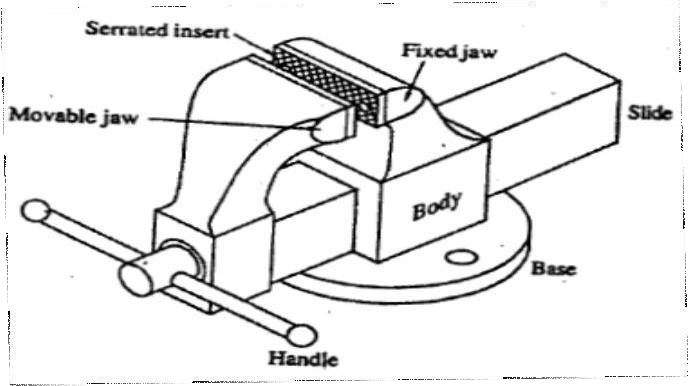 Serrated insert
Fixed jaw
Movable jaw
Slide
Body
Base
Handle